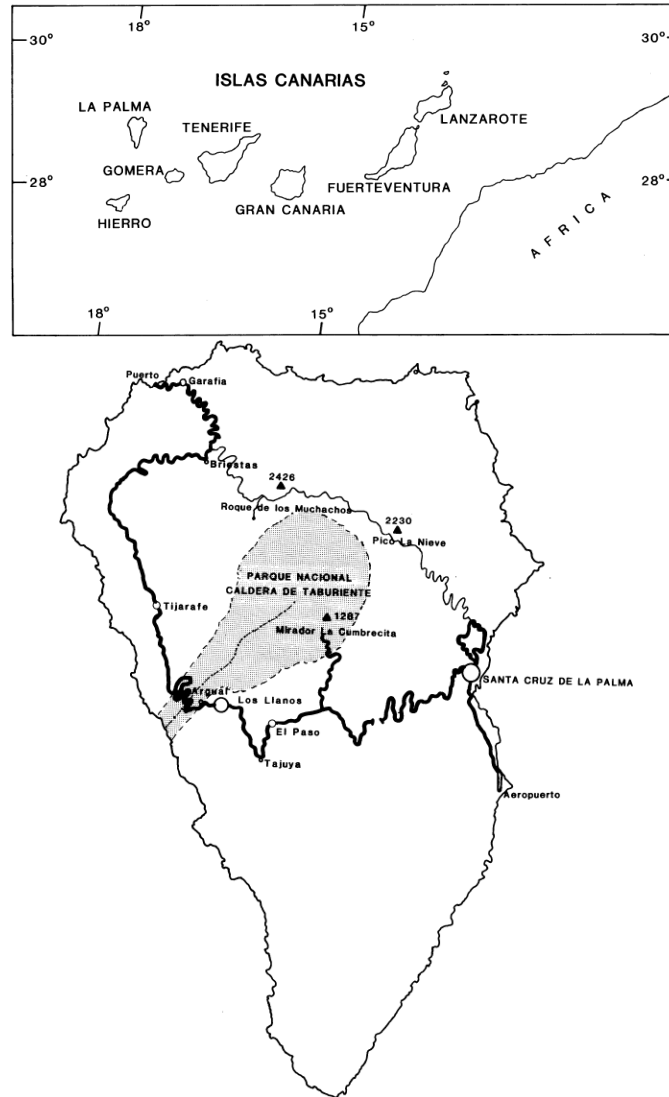 18°
15°
30°
30°
ISLAS CANARIAS
LA PALMA
LANZAROTE
TENERIFE
GOMERA
28°
28°
FUERTEVENTURA
GRAN CANARIA
HIERRO
AFRICA
18°
15°
Puerto
Garafia
Briestas
2426
Roque de los Muchachos
2230
Pico La Nieve
PARQUE NACIONAL
CALDERA DE TABURIENTE
Tijarafe
1287
Mirador La Cumbrecita
SANTA CRUZ DE LA PALMA
Argual
Los Llanos
El Paso
Tajuya
Aeropuerto